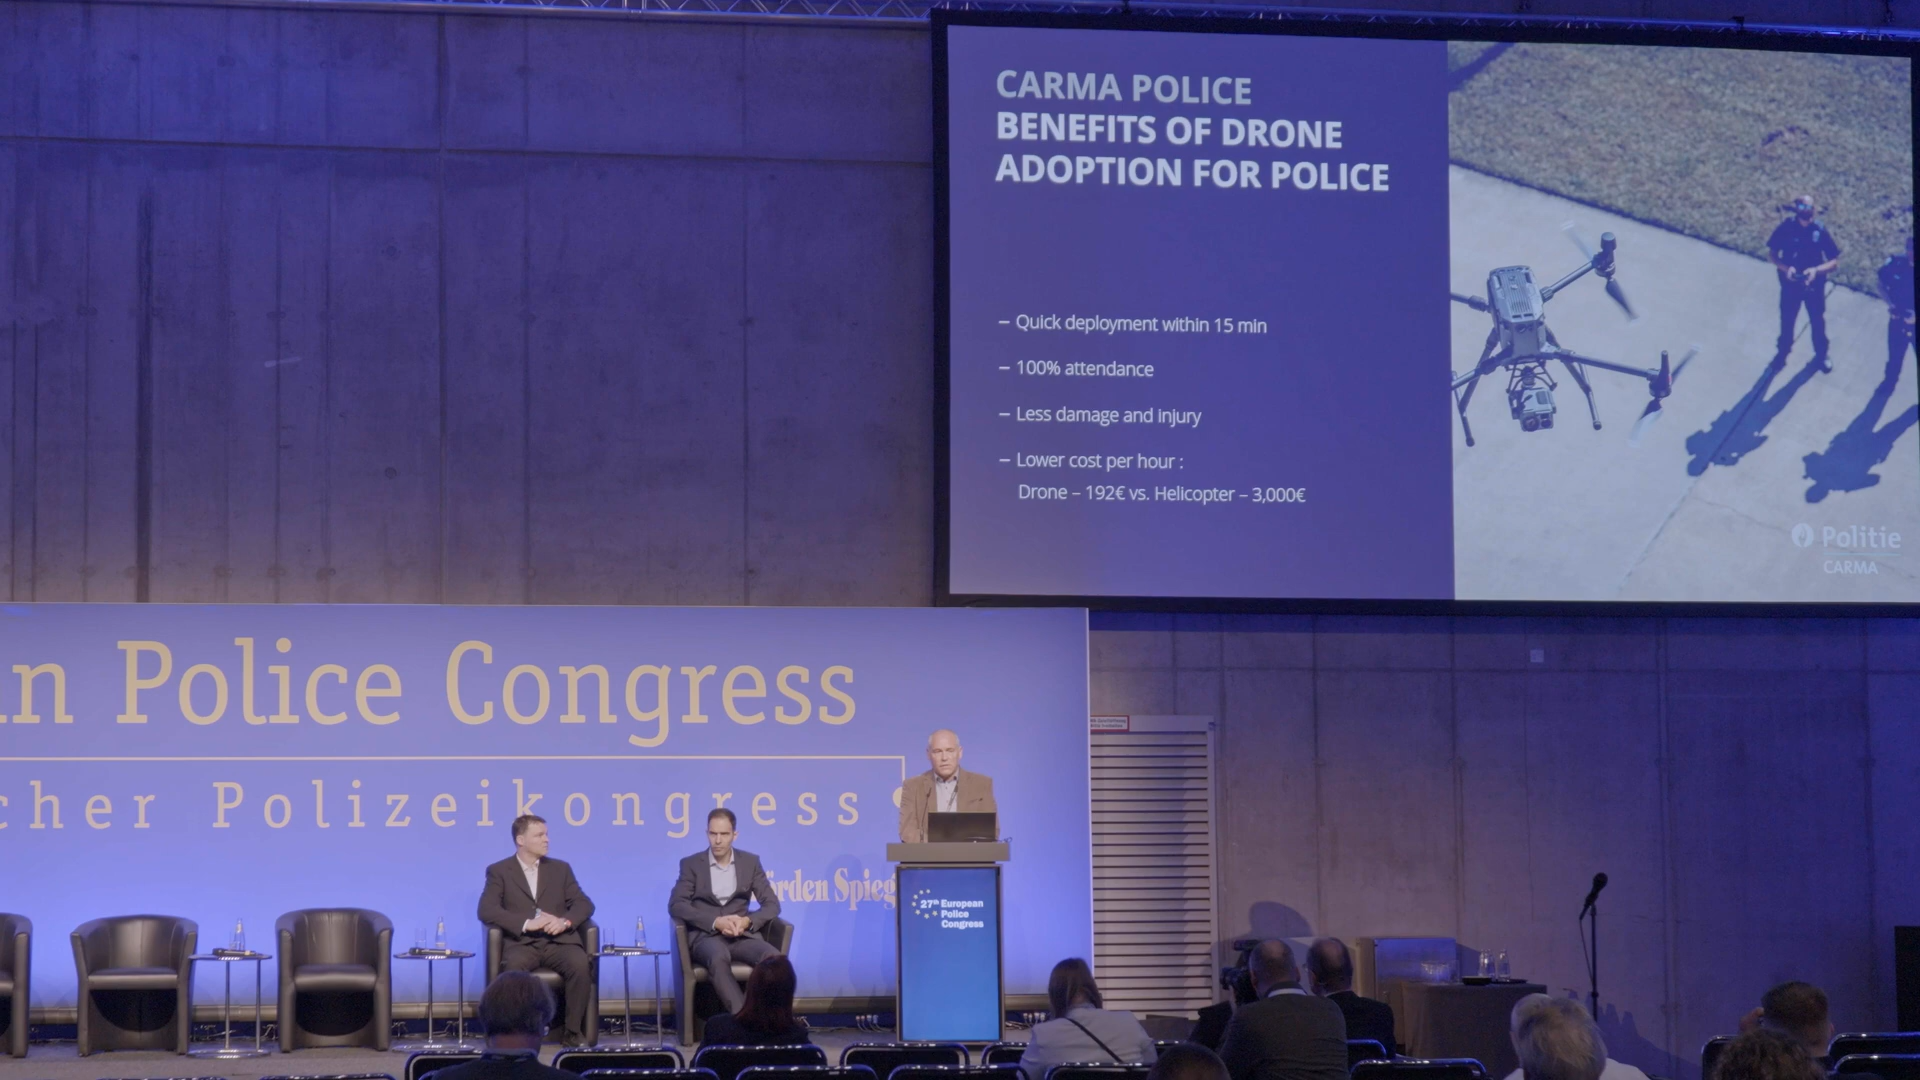 CARMA POLICE
BENEFITS OF DRONE
ADOPTION FOR POLICE
– Quick deployment within 15 min
– 100% attendance
– Less damage and injury
– Lower cost per hour :
Drone – 192€ vs. Helicopter – 3,000€
Politie
CARMA
n Police Congress
cher Polizeikongress
rden Spieg
27th European
Police
Congress